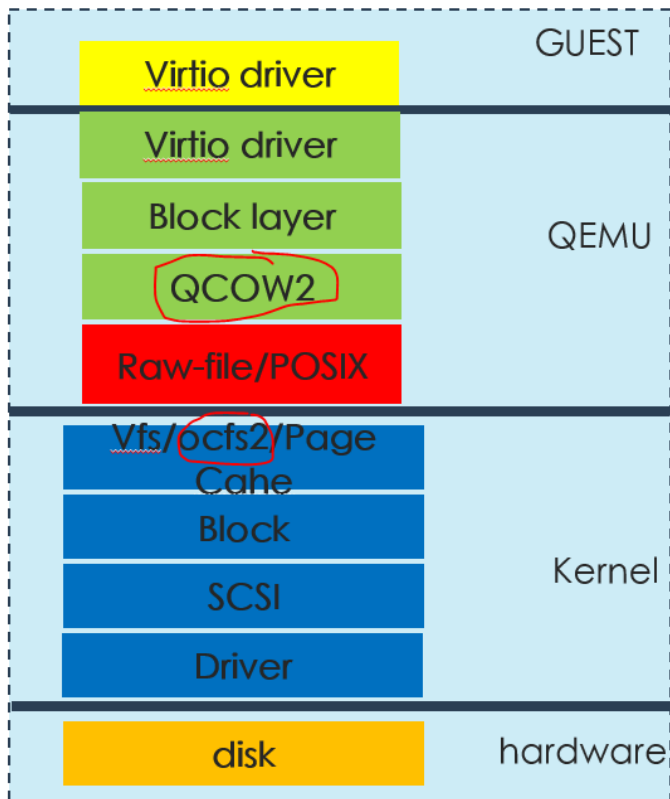 GUEST
Virtio driver
Virtio driver
Block layer
QEMU
QCOW2
Raw-file/POSIX
Vfs/ocfs2/Page
Cahe
Block
Kernel
SCSI
Driver
disk
hardware